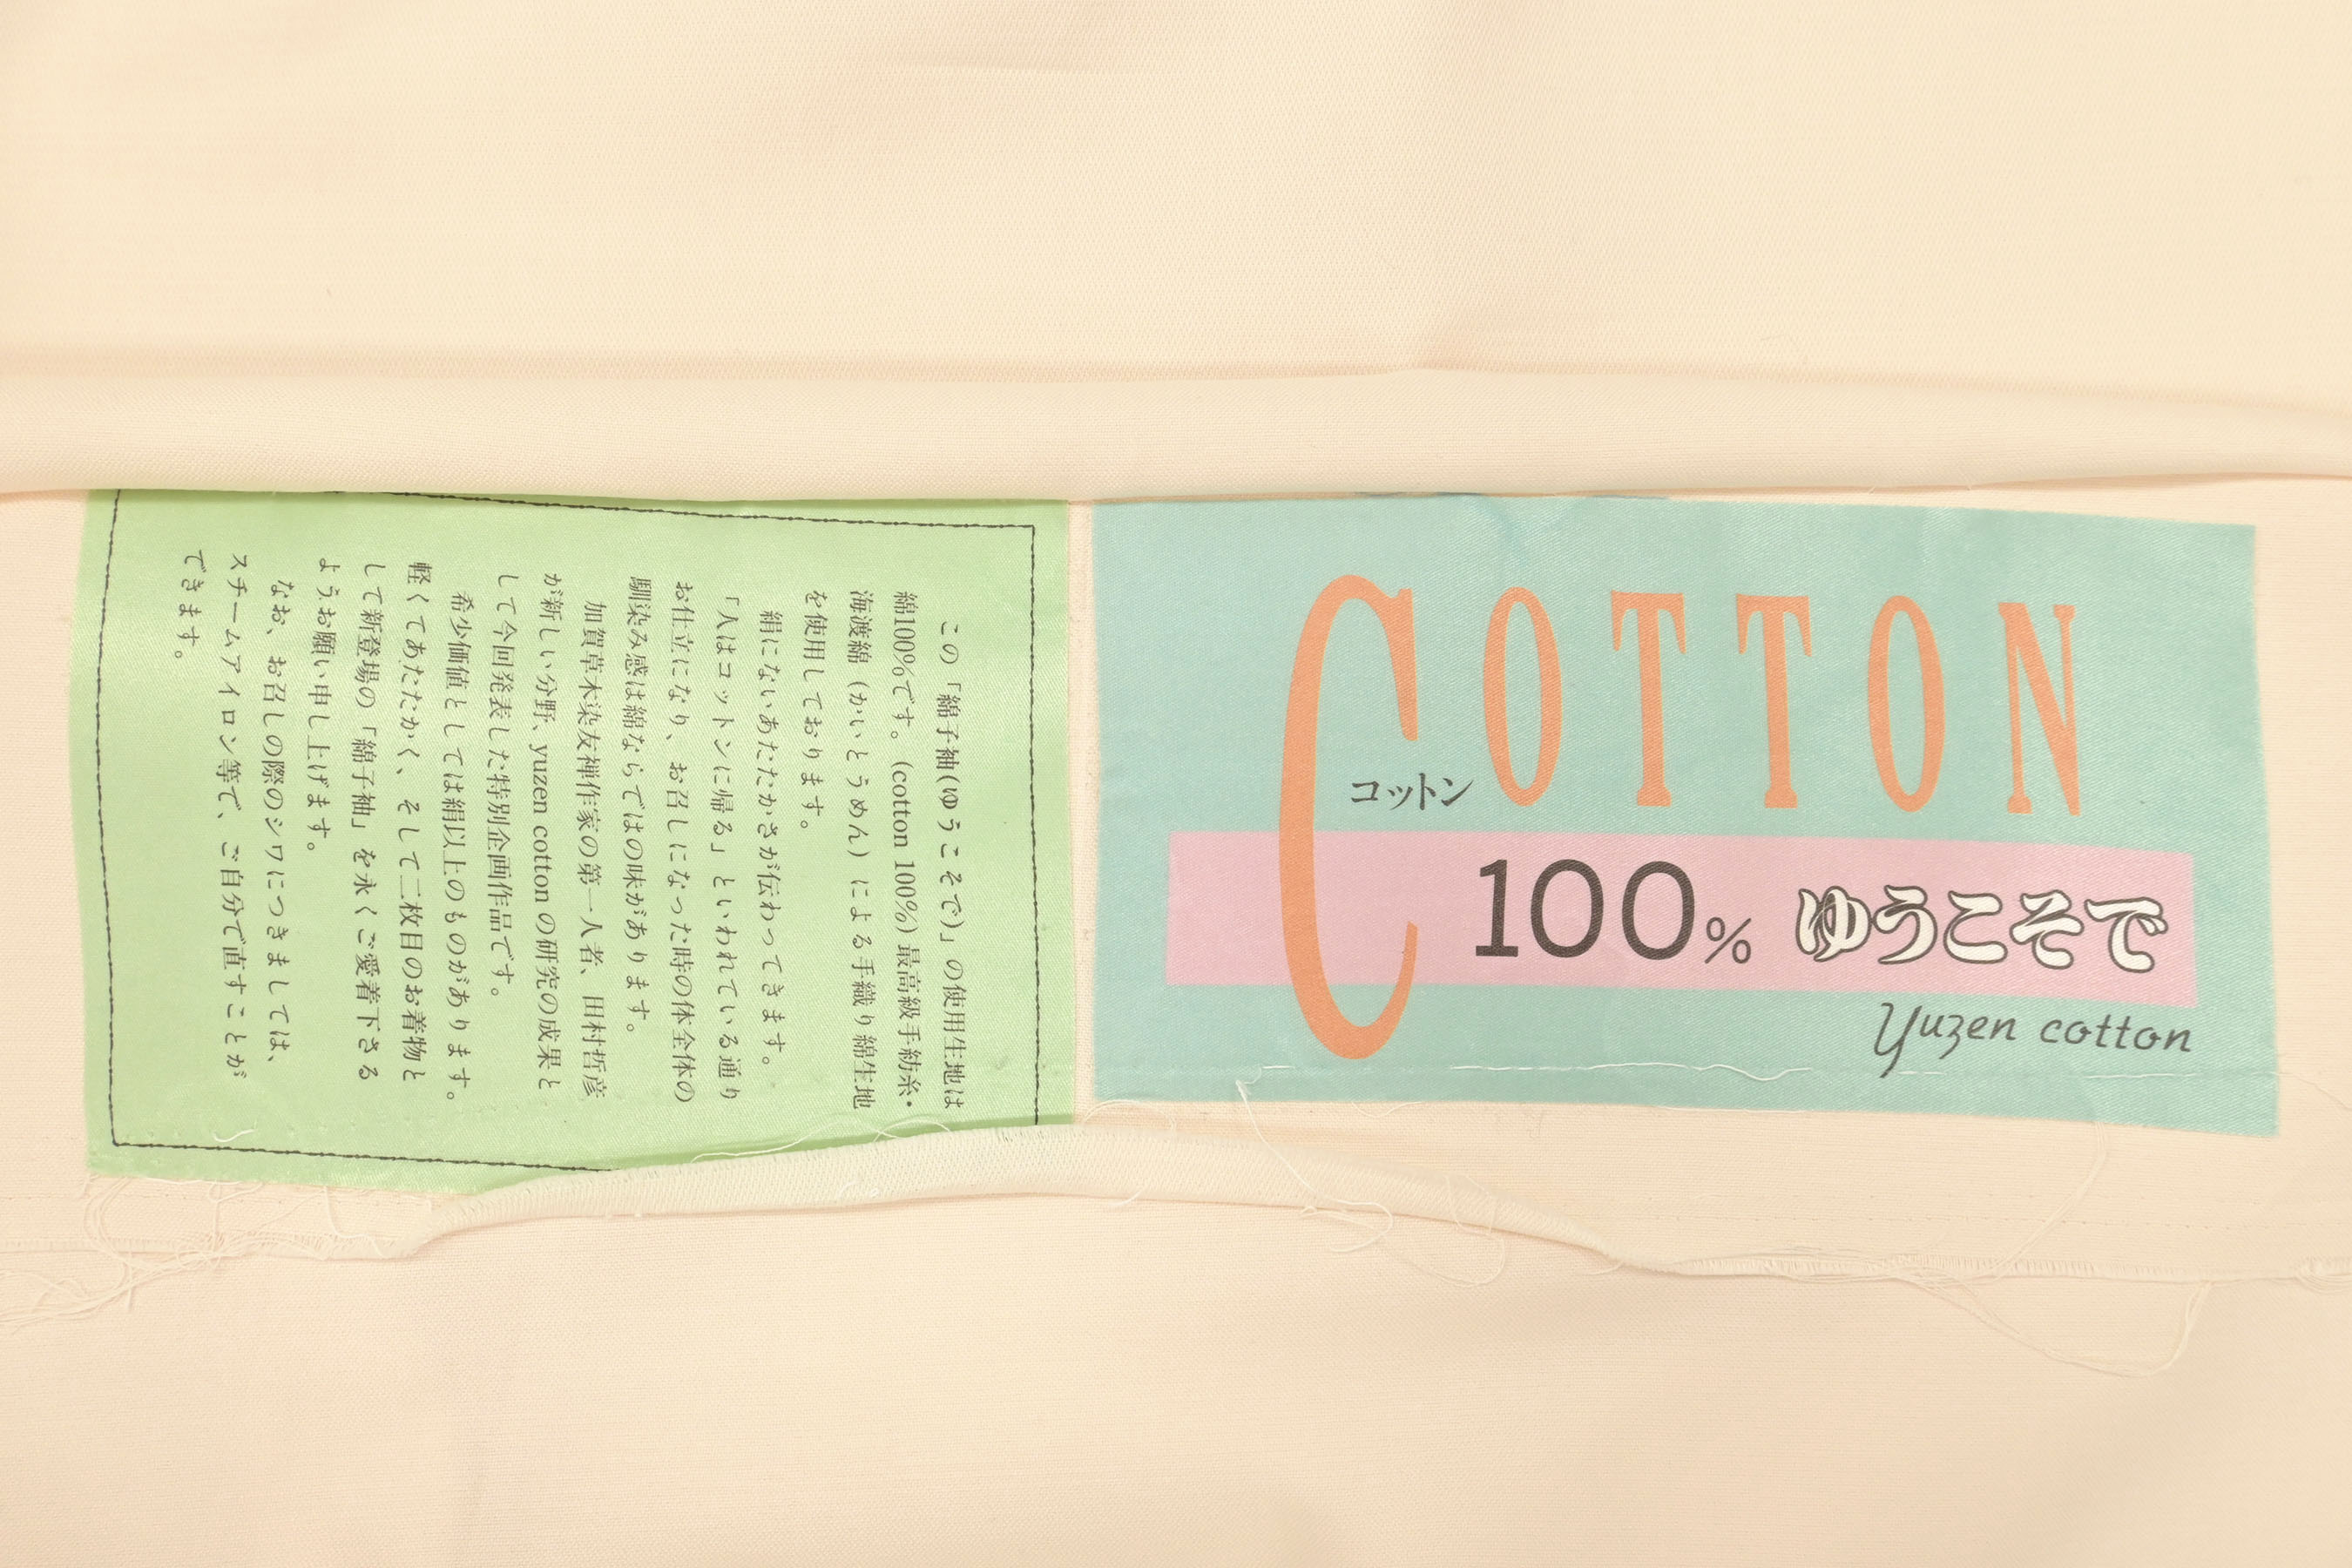 この「綿子袖(ゆうこそで)」の使用生地は
綿100%です。(cotton 100%) 最高級手紡糸・
海渡綿（かいとうめん）による手織り綿生地
を使用しております。
絹にないあたたかさが伝わってきます。
「人はコットンに帰る」といわれている通り
お仕立になり、お召しになった時の体全体の
馴染み感は綿ならではの味があります。
加賀草木染友禅作家の第一人者、田村哲彦
が新しい分野、yuzen cotton の研究の成果と
して今回発表した特別企画作品です。
希少価値としては絹以上のものがあります。
軽くてあたたかく、そして二枚目のお着物と
して新登場の「綿子袖」を永くご愛着下さる
ようお願い申し上げます。
なお、お召しの際のシワにつきましては、
スチームアイロン等で、ご自分で直すことが
できます。
COTTON
コットン
100% ゆうこそで
Yuzen cotton